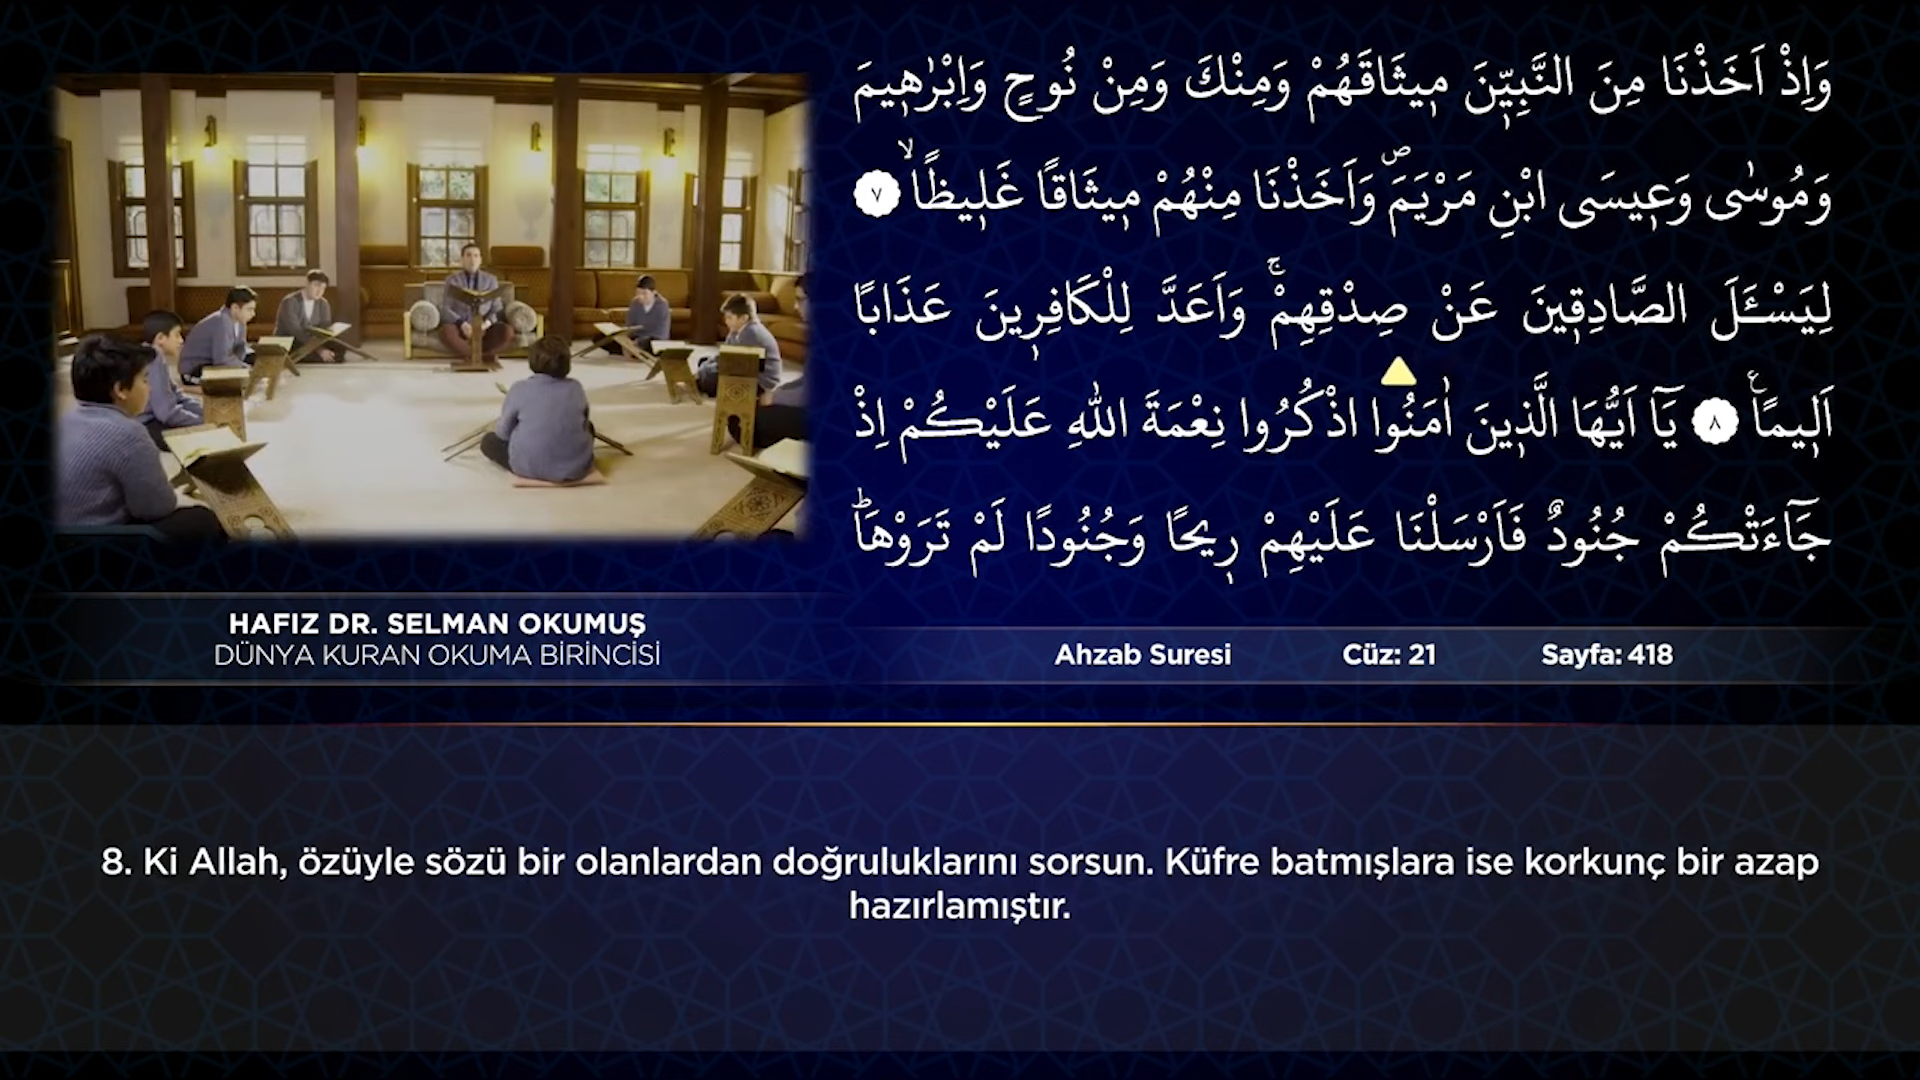 وَاِذْ اَخَذْنَا مِنَ النَّبِيّٖنَ مٖيثَاقَهُمْ وَمِنْكَ وَمِنْ نُوحٍ وَاِبْرٰهٖيمَ
وَمُوسٰى وَعٖيسَى ابْنِ مَرْيَمَۖ وَاَخَذْنَا مِنْهُمْ مٖيثَاقًا غَلٖيظًاۙ ﴿٧﴾
لِيَسْـَٔلَ الصَّادِقٖينَ عَنْ صِدْقِهِمْۚ وَاَعَدَّ لِلْكَافِرٖينَ عَذَابًا
اَلٖيمًاࣖ ﴿٨﴾ يَٓا اَيُّهَا الَّذٖينَ اٰمَنُوا اذْكُرُوا نِعْمَةَ اللّٰهِ عَلَيْكُمْ اِذْ
جَٓاءَتْكُمْ جُنُودٌ فَاَرْسَلْنَا عَلَيْهِمْ رٖيحًا وَجُنُودًا لَمْ تَرَوْهَاؕ
HAFIZ DR. SELMAN OKUMUŞ
DÜNYA KURAN OKUMA BİRİNCİSİ
Ahzab Suresi Cüz: 21 Sayfa: 418
8. Ki Allah, özüyle sözü bir olanlardan doğruluklarını sorsun. Küfre batmışlara ise korkunç bir azap
hazırlamıştır.